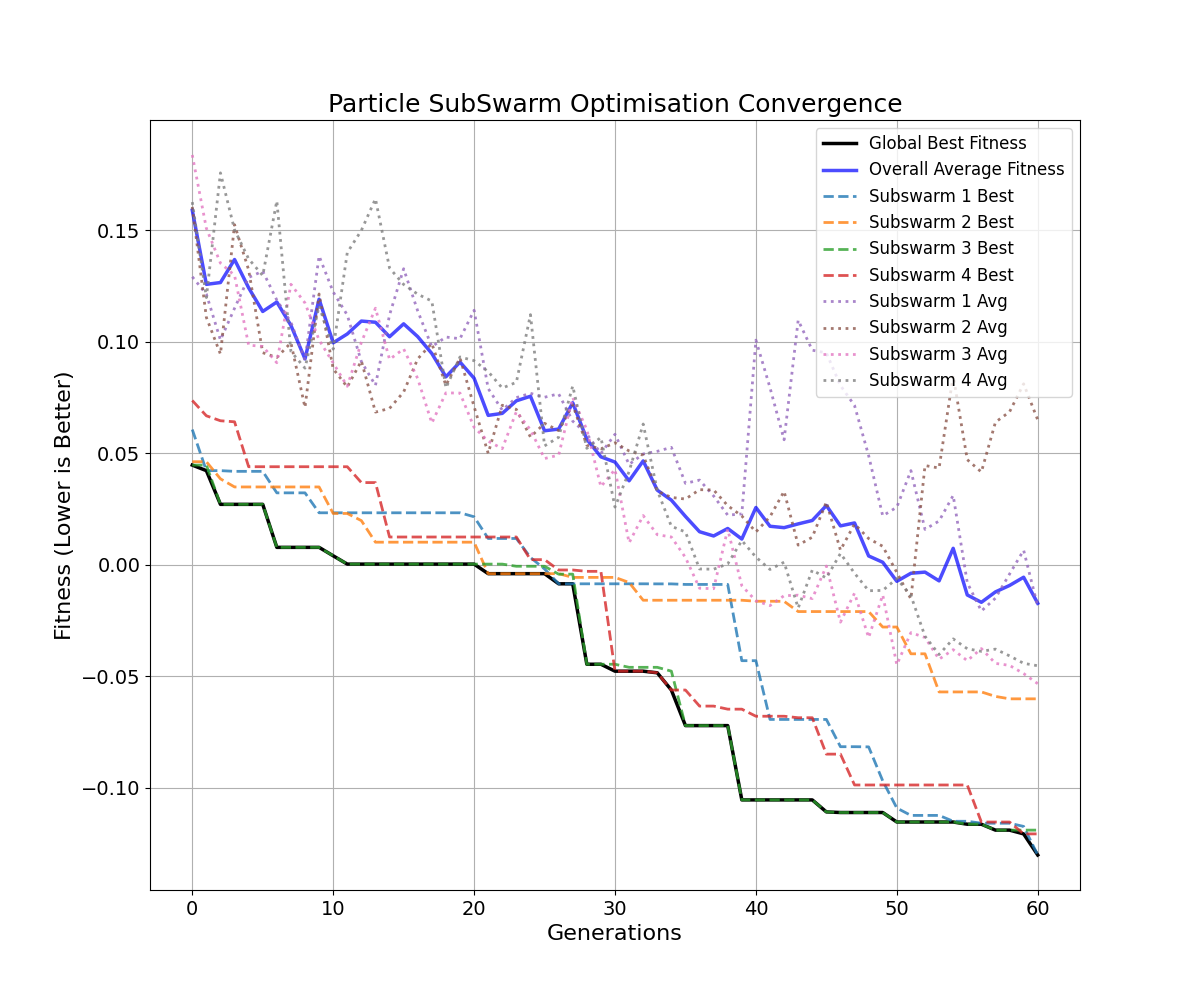 Particle SubSwarm Optimisation Convergence
Global Best Fitness
Overall Average Fitness
Subswarm 1 Best
Subswarm 2 Best
Subswarm 3 Best
Subswarm 4 Best
Subswarm 1 Avg
Subswarm 2 Avg
Subswarm 3 Avg
Subswarm 4 Avg
Fitness (Lower is Better)
0.15
0.10
0.05
0.00
−0.05
−0.10
0 10 20 30 40 50 60
Generations